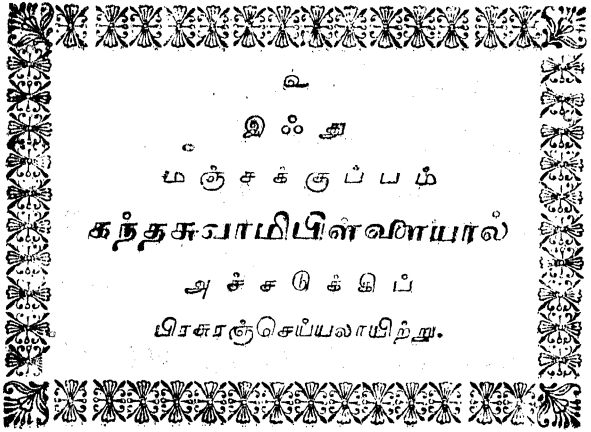 உ
இஃது
மஞ்சக்குப்பம்
கந்தசுவாமிபிள்ளையால்
அச்சடுக்கிப்
பிரசுரஞ்செய்யலாயிற்று.